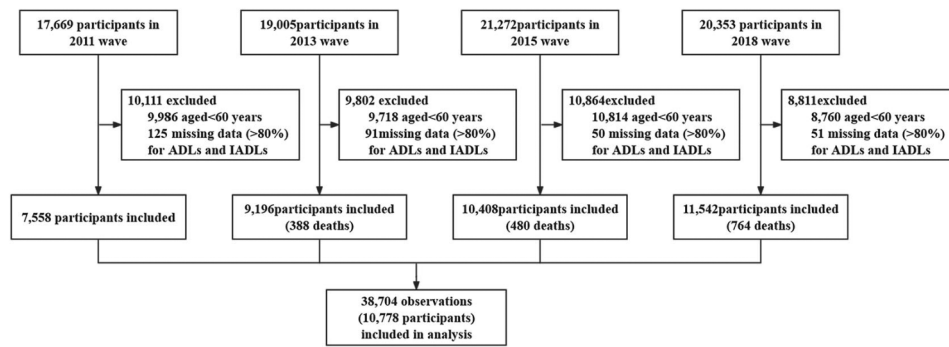 17,669 participants in
2011 wave
19,005participants in
2013 wave
21,272participants in
2015 wave
20,353 participants in
2018 wave
10,111 excluded
9,986 aged<60 years
125 missing data (>80%)
for ADLs and IADLs
9,802 excluded
9,718 aged<60 years
91missing data (>80%)
for ADLs and IADLs
10,864excluded
10,814 aged<60 years
50 missing data (>80%)
for ADLs and IADLs
8,811excluded
8,760 aged<60 years
51 missing data (>80%)
for ADLs and IADLs
7,558 participants included
9,196participants included
(388 deaths)
10,408participants included
(480 deaths)
11,542participants included
(764 deaths)
38,704 observations
(10,778 participants)
included in analysis